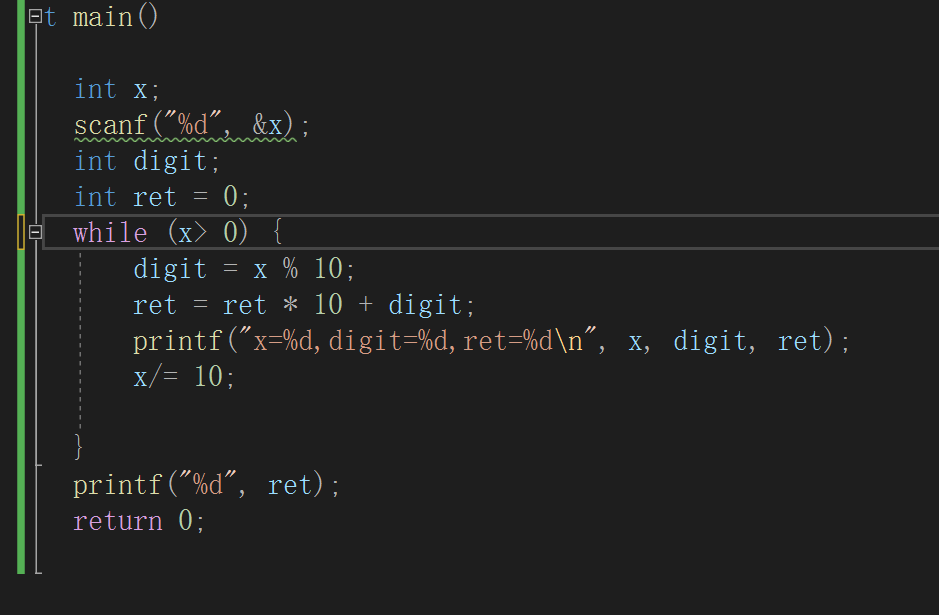 t main()
int x;
scanf("%d", &x);
int digit;
int ret = 0;
while (x> 0) {
digit = x % 10;
ret = ret * 10 + digit;
printf("x=%d,digit=%d,ret=%d\n", x, digit, ret);
x/= 10;
}
printf("%d", ret);
return 0;